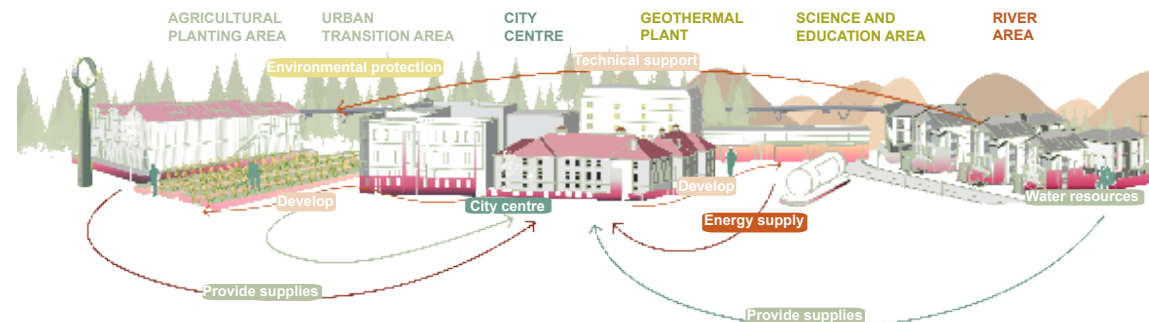 AGRICULTURAL
PLANTING AREA
URBAN
TRANSITION AREA
CITY
CENTRE
GEOTHERMAL
PLANT
SCIENCE AND
EDUCATION AREA
RIVER
AREA
Environmental protection
Technical support
Develop
City centre
Develop
Energy supply
Water resources
Provide supplies
Provide supplies